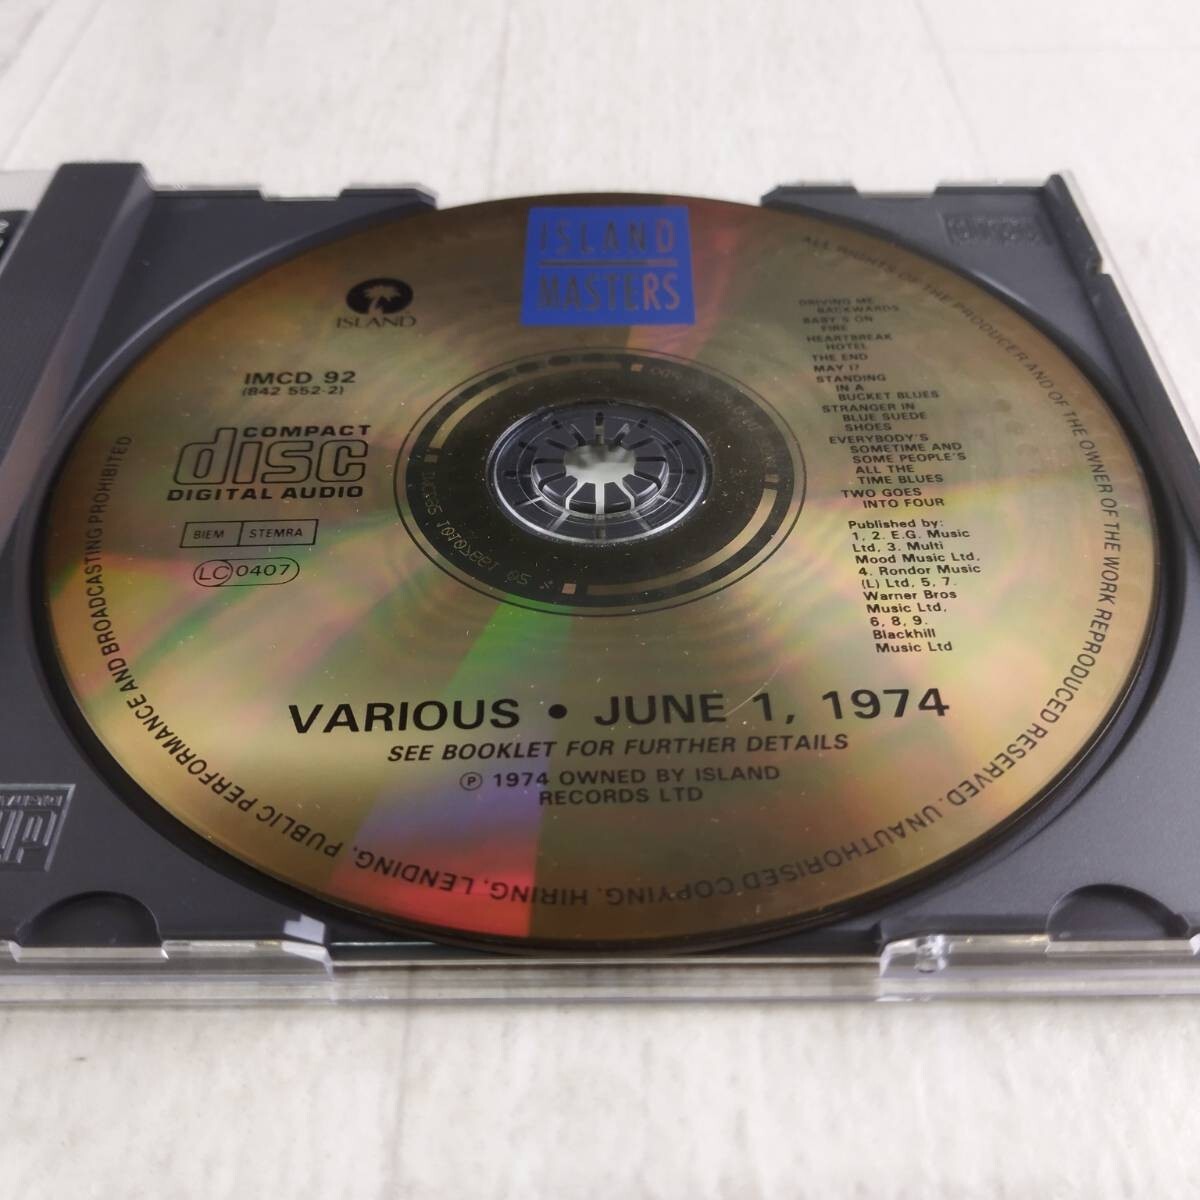 ISLAND
MASTERS
ISLAND
IMCD 92
(842 552-2)
COMPACT
disc
DIGITAL AUDIO
BIEM STEMRA
LC 0407
DRIVING ME
BACKWARDS
BABY'S ON
FIRE
HEARTBREAK
HOTEL
THE END
MAY 17
STANDING
IN A
BUCKET BLUES
STRANGER IN
BLUE SUEDE
SHOES
EVERYBODY'S
SOMETIME AND
SOME PEOPLE'S
ALL THE
TIME BLUES
TWO GOES
INTO FOUR
Published by:
1, 2. E.G. Music
Ltd, 3. Multi
Mood Music Ltd.
4. Rondor Music
(L) Ltd, 5, 7.
Warner Bros
Music Ltd,
6, 8, 9.
Blackhill
Music Ltd
VARIOUS • JUNE 1, 1974
SEE BOOKLET FOR FURTHER DETAILS
℗ 1974 OWNED BY ISLAND
RECORDS LTD
ALL RIGHTS OF THE PRODUCER AND OF THE OWNER OF THE WORK REPRODUCED RESERVED. UNAUTHORISED COPYING, HIRING, LENDING, PUBLIC PERFORMANCE AND BROADCASTING PROHIBITED